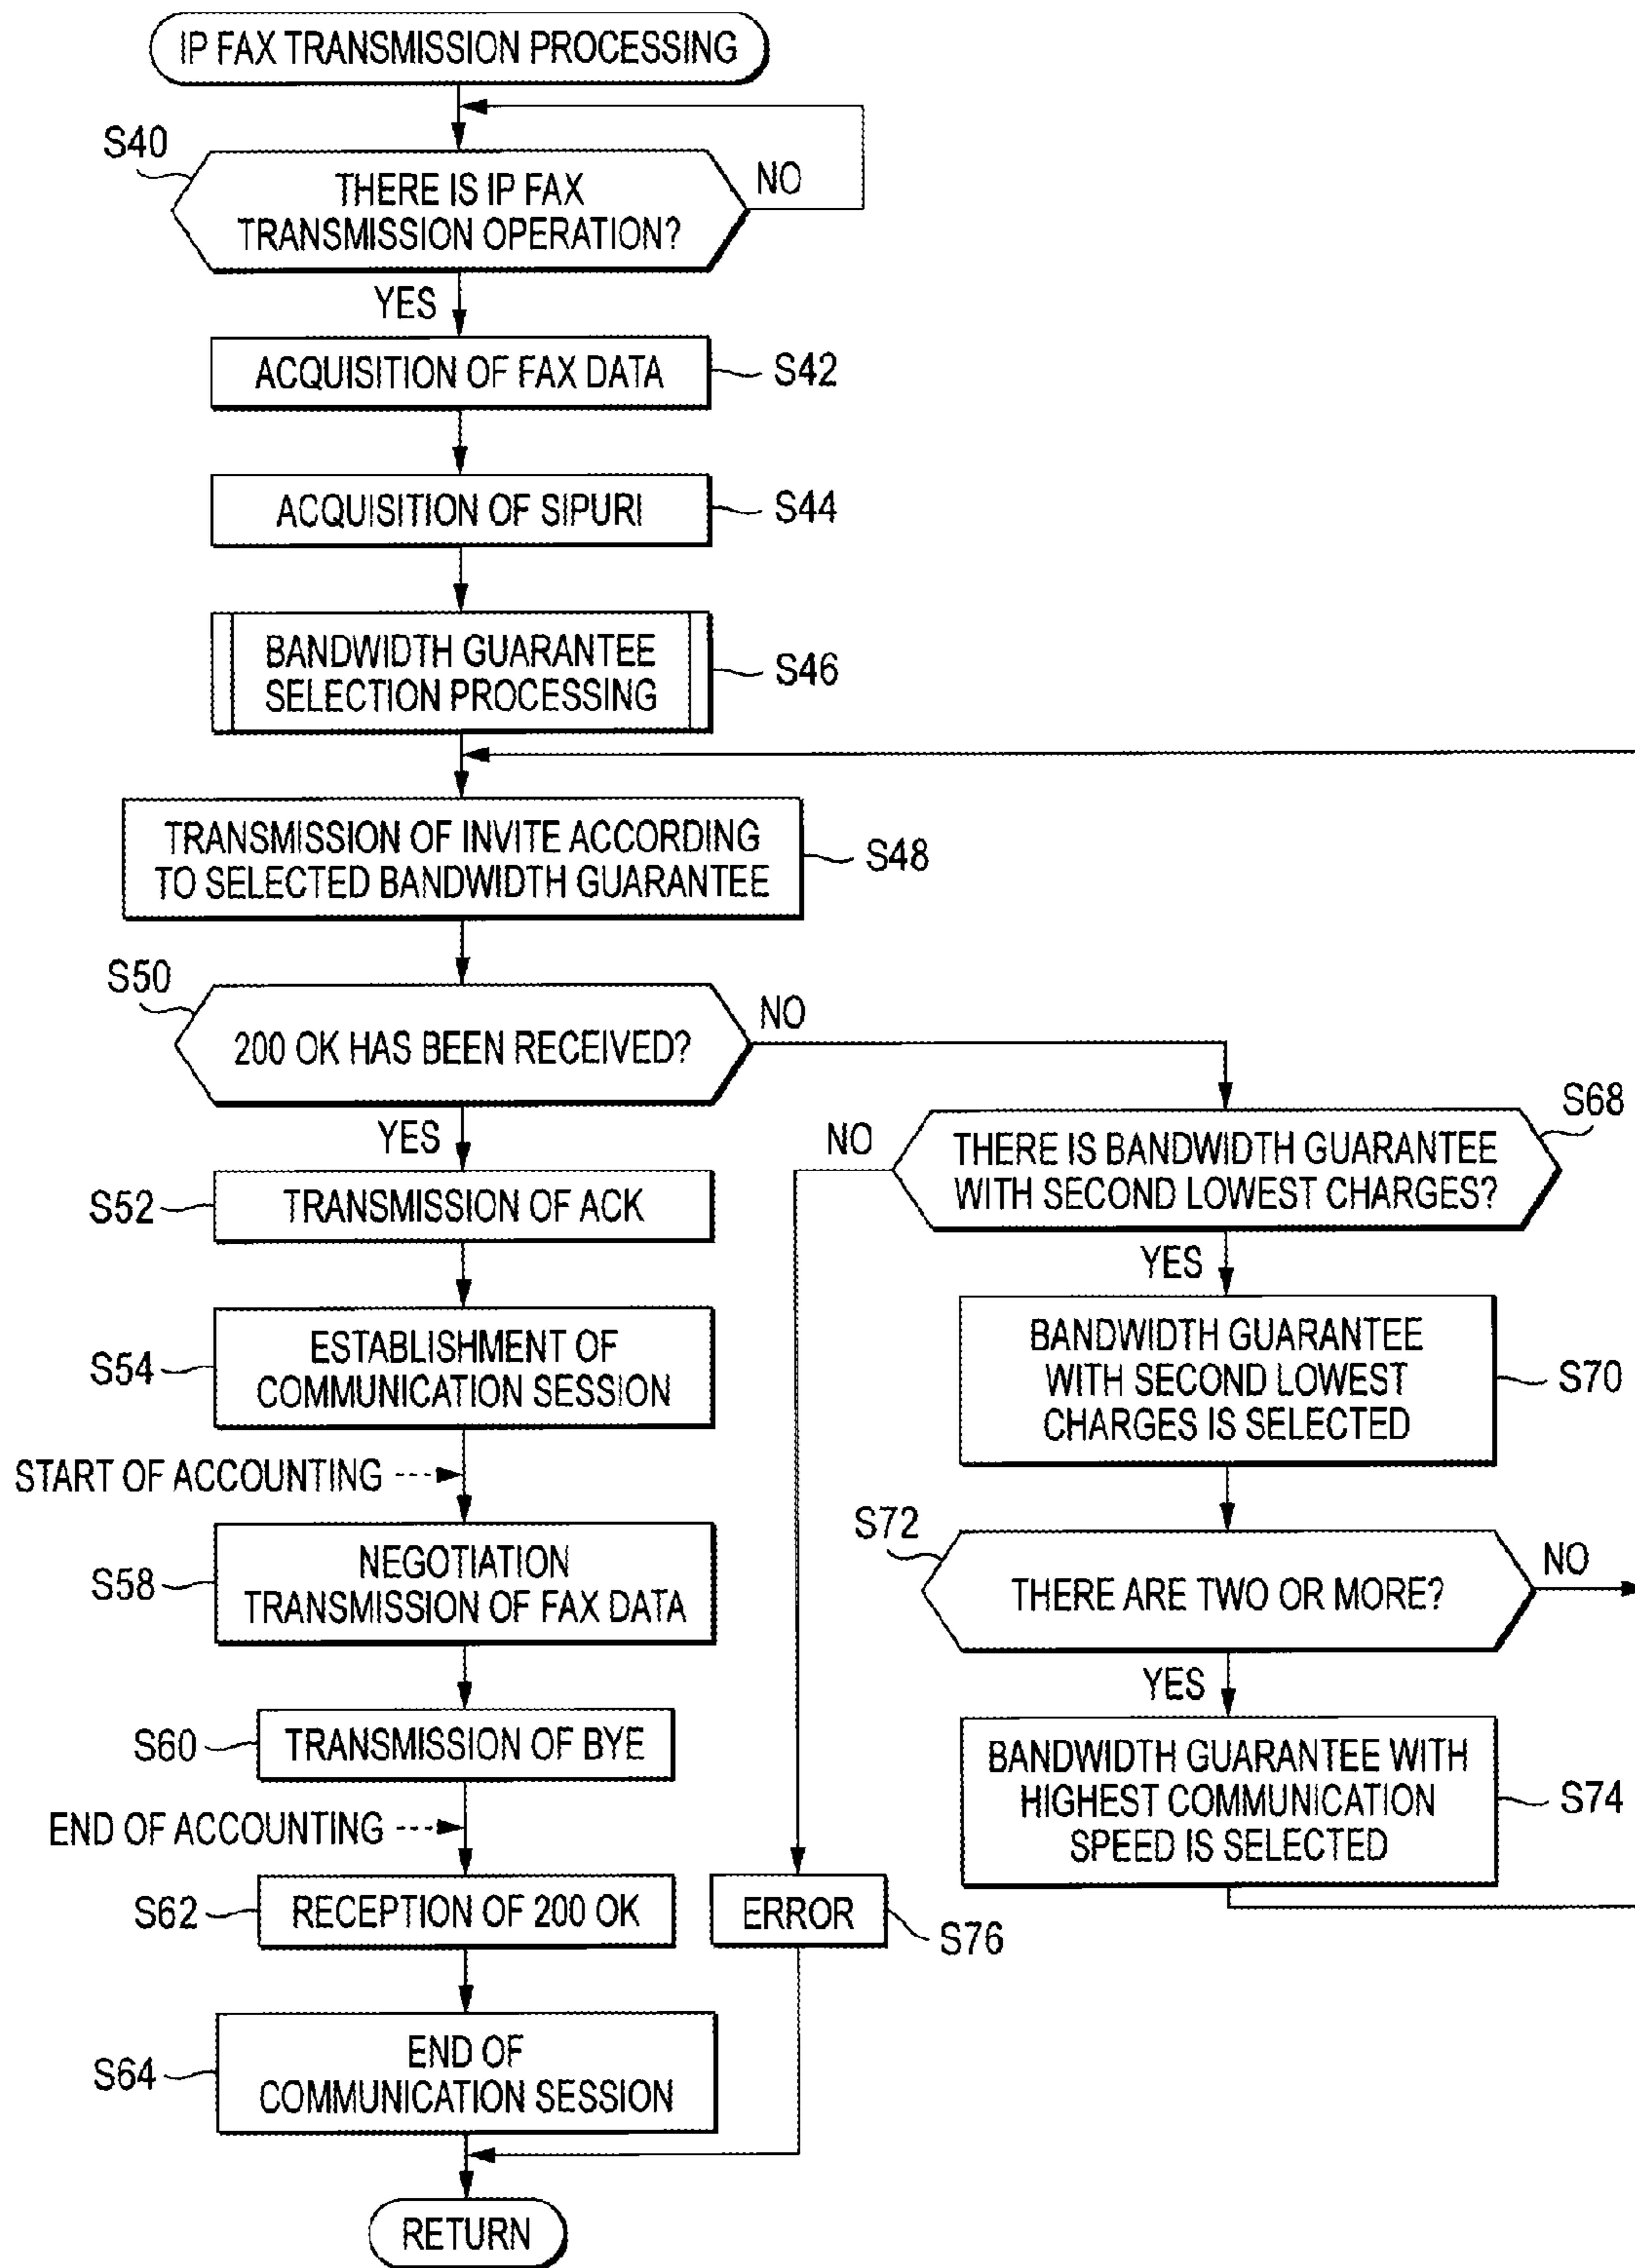 IP FAX TRANSMISSION PROCESSING
S40
THERE IS IP FAX
TRANSMISSION OPERATION?
NO
YES
ACQUISITION OF FAX DATA
S42
ACQUISITION OF SIPURI
S44
BANDWIDTH GUARANTEE
SELECTION PROCESSING
S46
TRANSMISSION OF INVITE ACCORDING
TO SELECTED BANDWIDTH GUARANTEE
S48
S50
200 OK HAS BEEN RECEIVED?
NO
YES
S52
TRANSMISSION OF ACK
S54
ESTABLISHMENT OF
COMMUNICATION SESSION
START OF ACCOUNTING
S58
NEGOTIATION
TRANSMISSION OF FAX DATA
S60
TRANSMISSION OF BYE
END OF ACCOUNTING
S62
RECEPTION OF 200 OK
S64
END OF
COMMUNICATION SESSION
RETURN
S68
THERE IS BANDWIDTH GUARANTEE
WITH SECOND LOWEST CHARGES?
NO
YES
BANDWIDTH GUARANTEE
WITH SECOND LOWEST
CHARGES IS SELECTED
S70
S72
THERE ARE TWO OR MORE?
NO
YES
BANDWIDTH GUARANTEE WITH
HIGHEST COMMUNICATION
SPEED IS SELECTED
S74
ERROR
S76